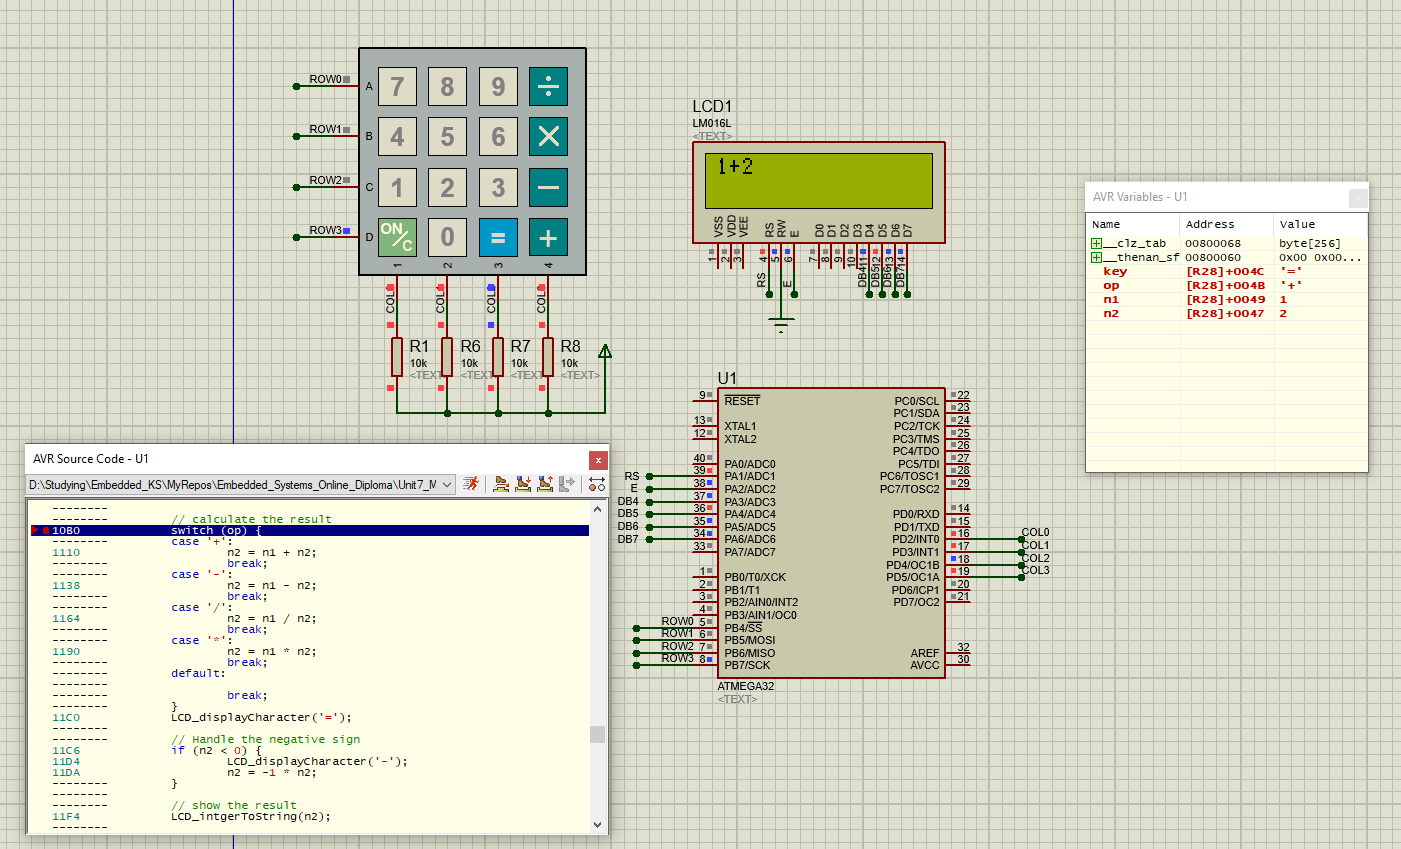 ROW0
A
7
8
9
÷
ROW1
B
4
5
6
×
ROW2
C
1
2
3
−
ROW3
D
ON/C
0
=
+
1
2
3
4
COL
COL
COL
COL
R1
10k
<TEXT>
R6
10k
<TEXT>
R7
10k
<TEXT>
R8
10k
<TEXT>
LCD1
LM016L
<TEXT>
1+2
VSS
VDD
VEE
RS
RW
E
D0
D1
D2
D3
D4
D5
D6
D7
1
2
3
4
5
6
7
8
9
10
11
12
13
14
RS
E
DB4
DB5
DB6
DB7
AVR Variables - U1
Name Address Value
__clz_tab 00800068 byte[256]
__thenan_sf 00800060 0x00 0x00...
key [R28]+004C '='
op [R28]+004B '+'
n1 [R28]+0049 1
n2 [R28]+0047 2
U1
9 RESET
13 XTAL1
12 XTAL2
40 PA0/ADC0
RS 39 PA1/ADC1
E 38 PA2/ADC2
DB4 37 PA3/ADC3
DB5 36 PA4/ADC4
DB6 35 PA5/ADC5
DB7 34 PA6/ADC6
33 PA7/ADC7
1 PB0/T0/XCK
2 PB1/T1
3 PB2/AIN0/INT2
4 PB3/AIN1/OC0
ROW0 5 PB4/SS
ROW1 6 PB5/MOSI
ROW2 7 PB6/MISO
ROW3 8 PB7/SCK
PC0/SCL 22
PC1/SDA 23
PC2/TCK 24
PC3/TMS 25
PC4/TDO 26
PC5/TDI 27
PC6/TOSC1 28
PC7/TOSC2 29
PD0/RXD 14
PD1/TXD 15
PD2/INT0 16 COL0
PD3/INT1 17 COL1
PD4/OC1B 18 COL2
PD5/OC1A 19 COL3
PD6/ICP1 20
PD7/OC2 21
AREF 32
AVCC 30
ATMEGA32
<TEXT>
AVR Source Code - U1
D:\Studying\Embedded_KS\MyRepos\Embedded_Systems_Online_Diploma\Unit7_M
--------
-------- // calculate the result
10B0 switch (op) {
-------- case '+':
1110 n2 = n1 + n2;
-------- break;
-------- case '-':
1138 n2 = n1 - n2;
-------- break;
-------- case '/':
1164 n2 = n1 / n2;
-------- break;
-------- case '*':
1190 n2 = n1 * n2;
-------- break;
-------- default:
--------
-------- break;
-------- }
11C0 LCD_displayCharacter('=');
--------
-------- // Handle the negative sign
11C6 if (n2 < 0) {
11D4 LCD_displayCharacter('-');
11DA n2 = -1 * n2;
-------- }
--------
-------- // show the result
11F4 LCD_intgerToString(n2);
--------